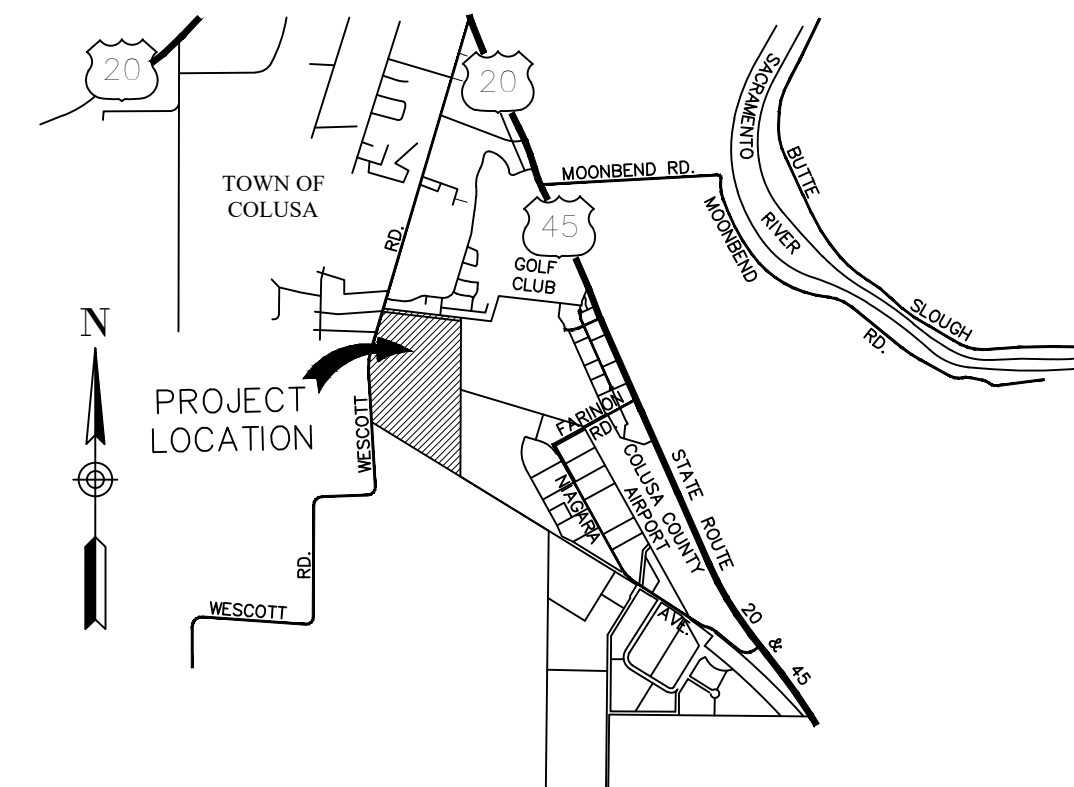 20
20
SACRAMENTO
MOONBEND RD.
BUTTE
TOWN OF
COLUSA
MOONBEND
45
RIVER
RD.
GOLF
CLUB
SLOUGH
N
RD.
PROJECT
LOCATION
WESCOTT
FARINON
RD.
STATE ROUTE
COLUSA COUNTY
AIRPORT
NIAGARA
RD.
WESCOTT
AVE.
20 & 45